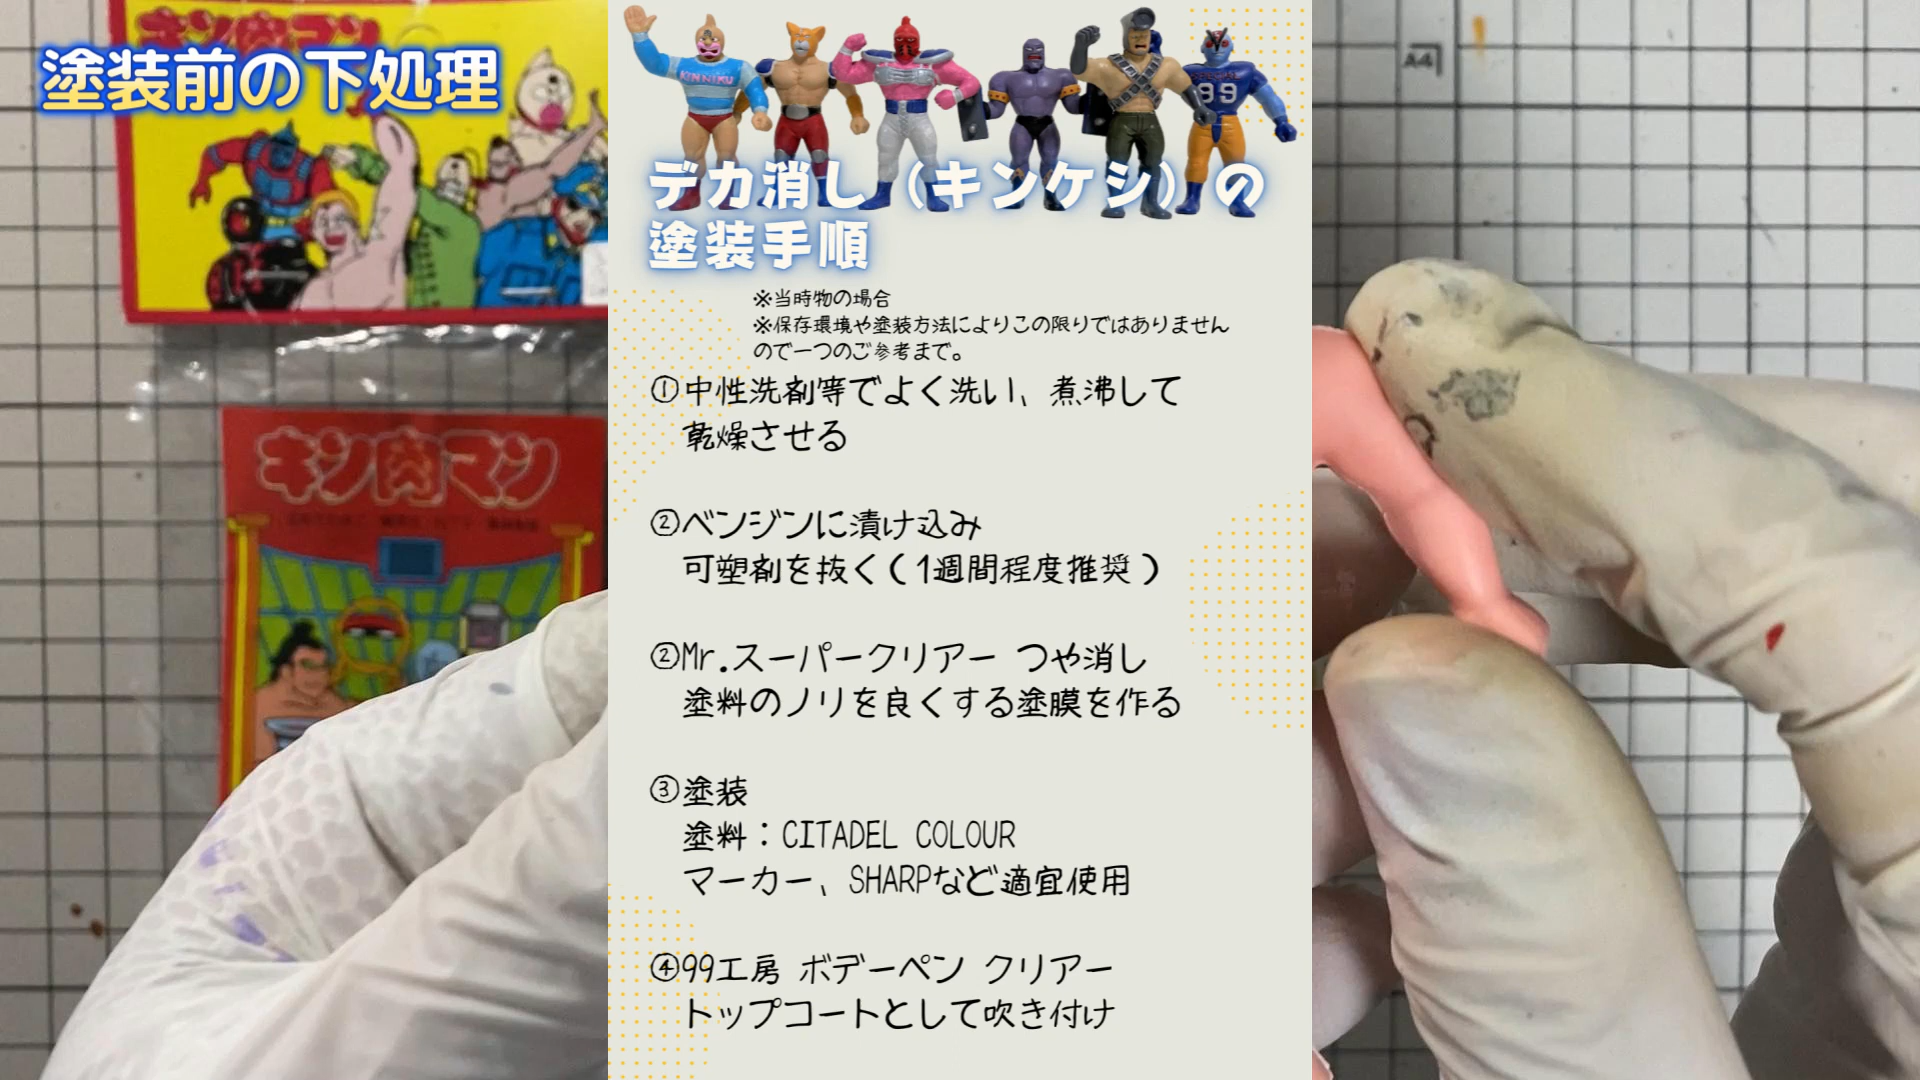 塗装前の下処理
キン肉マン
キン肉マン
KINNIKU
99
デカ消し（キンケシ）の
塗装手順
※当時物の場合
※保存環境や塗装方法によりこの限りではありません
ので一つのご参考まで。
①中性洗剤等でよく洗い、煮沸して
乾燥させる
②ベンジンに漬け込み
可塑剤を抜く(1週間程度推奨)
②Mr.スーパークリアー つや消し
塗料のノリを良くする塗膜を作る
③塗装
塗料：CITADEL COLOUR
マーカー、SHARPなど適宜使用
④99工房 ボデーペン クリアー
トップコートとして吹き付け
A4